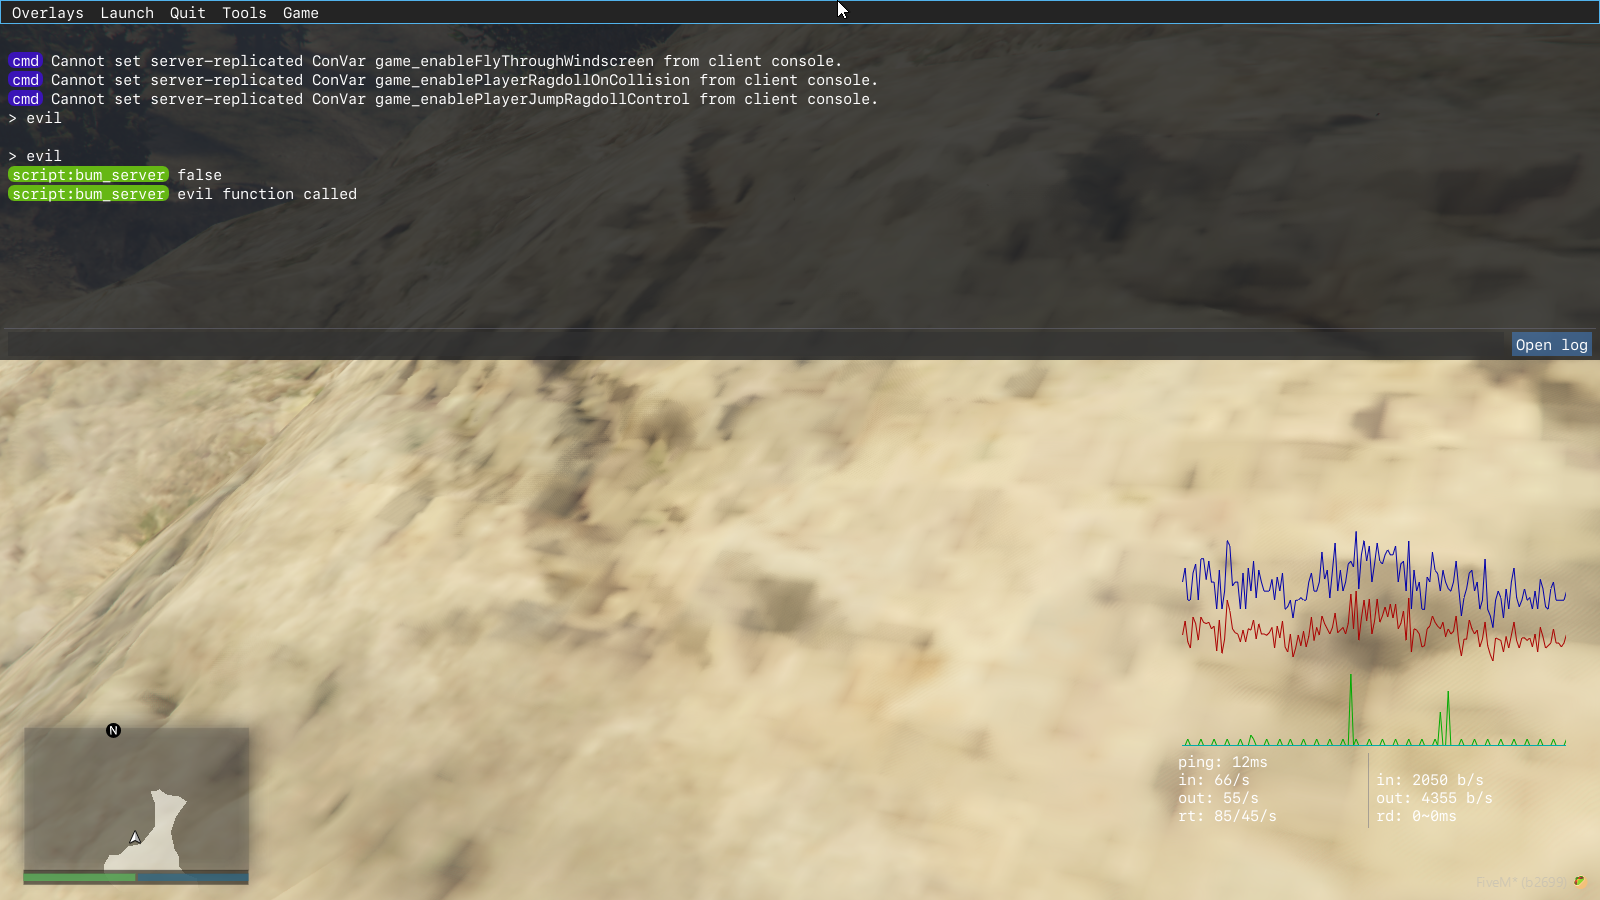 Overlays Launch Quit Tools Game
cmd Cannot set server-replicated ConVar game_enableFlyThroughWindscreen from client console.
cmd Cannot set server-replicated ConVar game_enablePlayerRagdollOnCollision from client console.
cmd Cannot set server-replicated ConVar game_enablePlayerJumpRagdollControl from client console.
> evil
> evil
script:bum_server false
script:bum_server evil function called
Open log
N
ping: 12ms
in: 66/s in: 2050 b/s
out: 55/s out: 4355 b/s
rt: 85/45/s rd: 0~0ms
FiveM* (b2699)